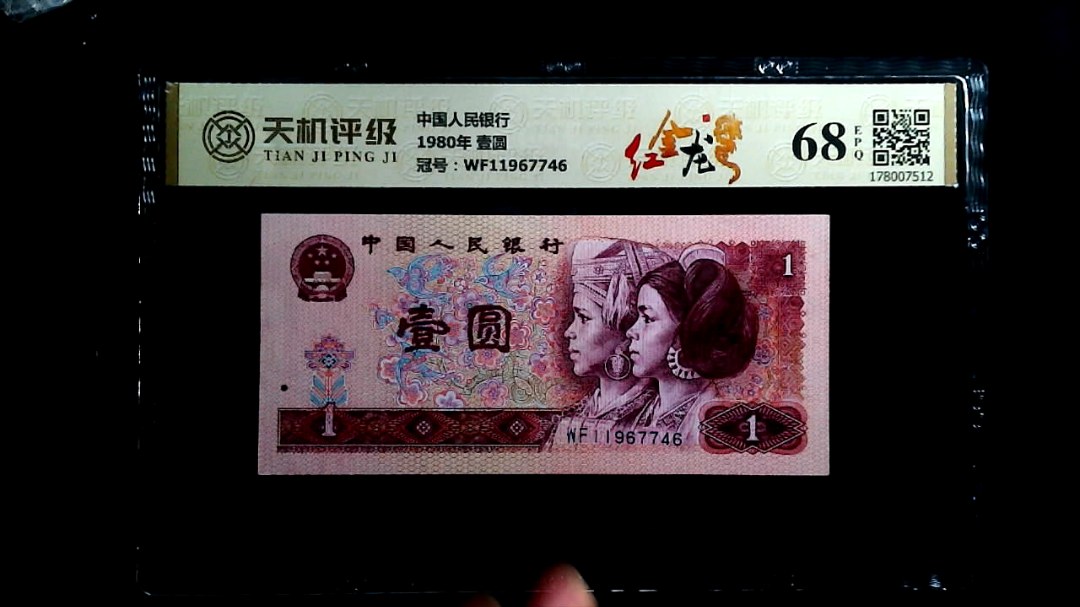 天机评级
TIAN JI PING JI
中国人民银行
1980年 壹圆
冠号：WF11967746
红金龙
68
EPQ
178007512
中国人民银行
1
壹圆
1
WF11967746
1